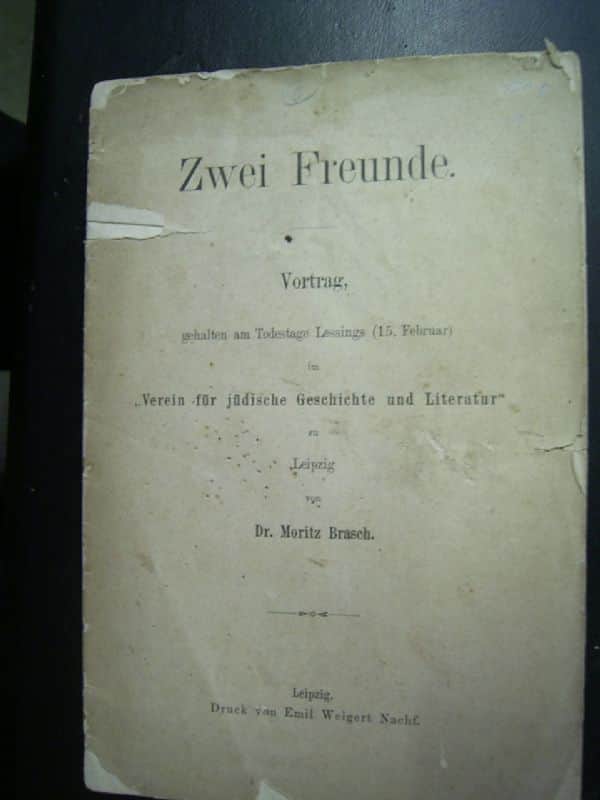 Zwei Freunde.
Vortrag,
gehalten am Todestage Lessings (15. Februar)
im
„Verein für jüdische Geschichte und Literatur“
zu
Leipzig
von
Dr. Moritz Brasch.
Leipzig.
Druck von Emil Weigert Nachf.